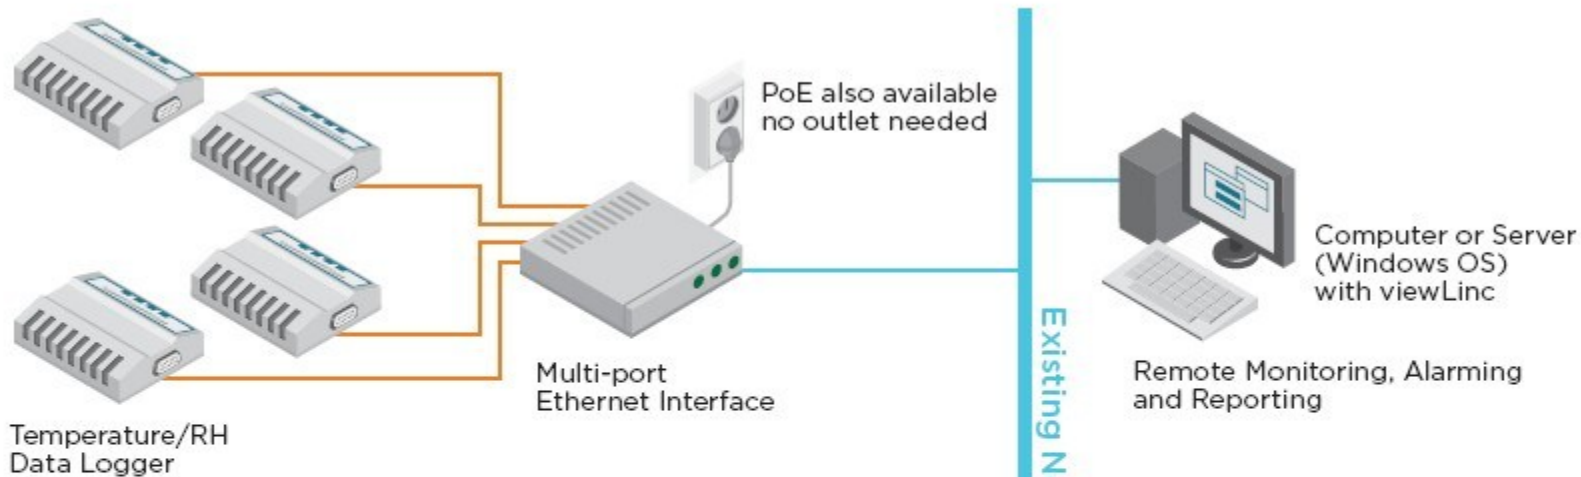 PoE also available
no outlet needed
Computer or Server
(Windows OS)
with viewLinc
Existing N
Multi-port
Ethernet Interface
Remote Monitoring, Alarming
and Reporting
Temperature/RH
Data Logger